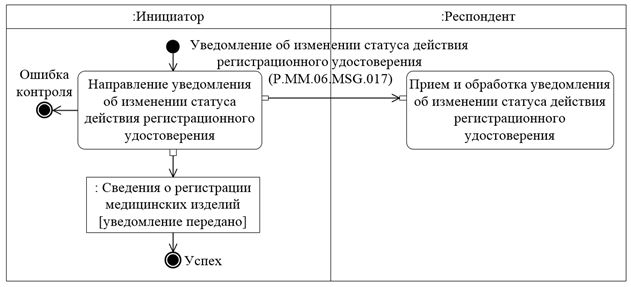 :Инициатор
:Респондент
Уведомление об изменении статуса действия
регистрационного удостоверения
(P.MM.06.MSG.017)
Ошибка
контроля
Направление уведомления
об изменении статуса
действия регистрационного
удостоверения
Прием и обработка уведомления
об изменении статуса действия
регистрационного
удостоверения
: Сведения о регистрации
медицинских изделий
[уведомление передано]
Успех